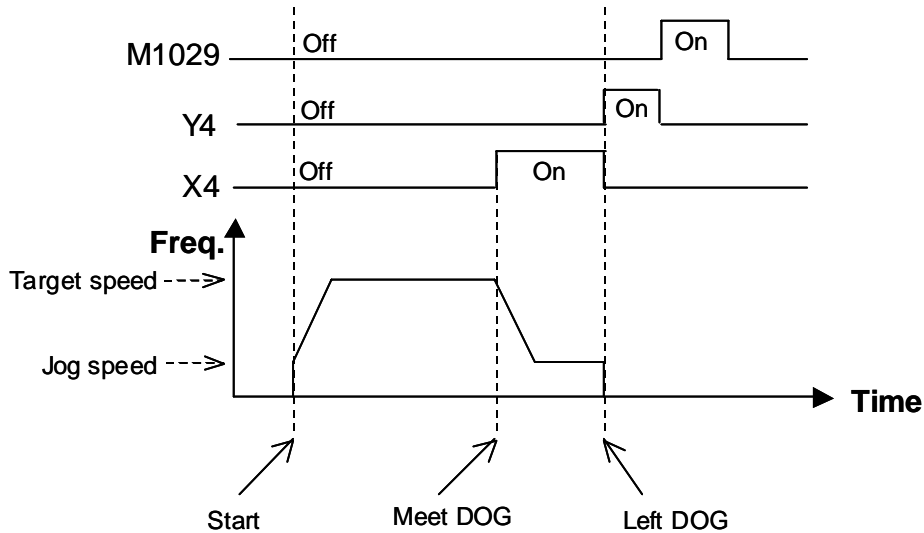 M1029 Off On
Y4 Off On
X4 Off On
Freq.
Target speed
Jog speed
Time
Start Meet DOG Left DOG